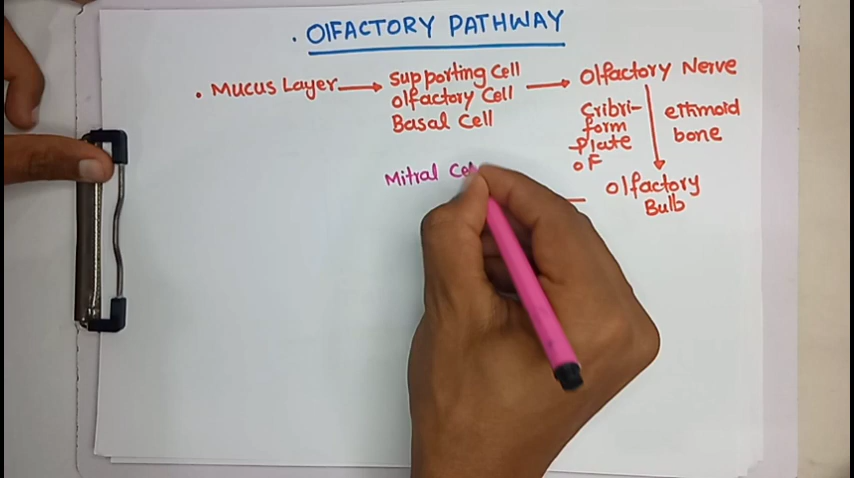 . OLFACTORY PATHWAY
. Mucus Layer → Supporting Cell → Olfactory Nerve
Olfactory Cell
Basal Cell
Cribri-
form
Plate
of
ethmoid
bone
Olfactory
Bulb
Mitral